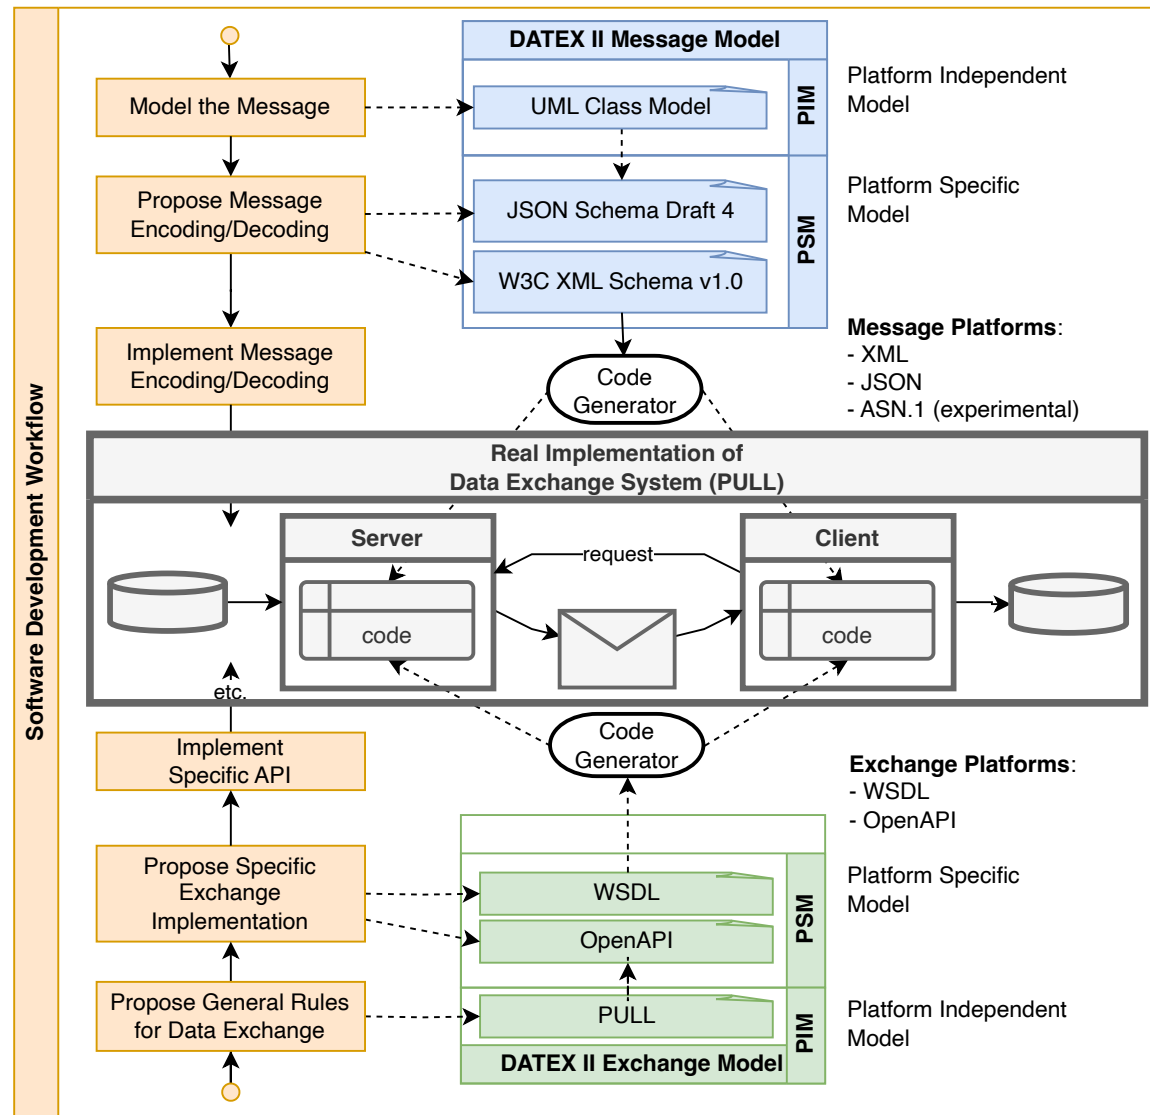 Software Development Workflow
DATEX II Message Model
Model the Message
UML Class Model
PIM
Platform Independent
Model
Propose Message
Encoding/Decoding
JSON Schema Draft 4
W3C XML Schema v1.0
PSM
Platform Specific
Model
Implement Message
Encoding/Decoding
Code
Generator
Message Platforms:
- XML
- JSON
- ASN.1 (experimental)
Real Implementation of
Data Exchange System (PULL)
Server
request
Client
code
code
etc.
Implement
Specific API
Code
Generator
Exchange Platforms:
- WSDL
- OpenAPI
Propose Specific
Exchange
Implementation
WSDL
OpenAPI
PSM
Platform Specific
Model
Propose General Rules
for Data Exchange
PULL
PIM
Platform Independent
Model
DATEX II Exchange Model